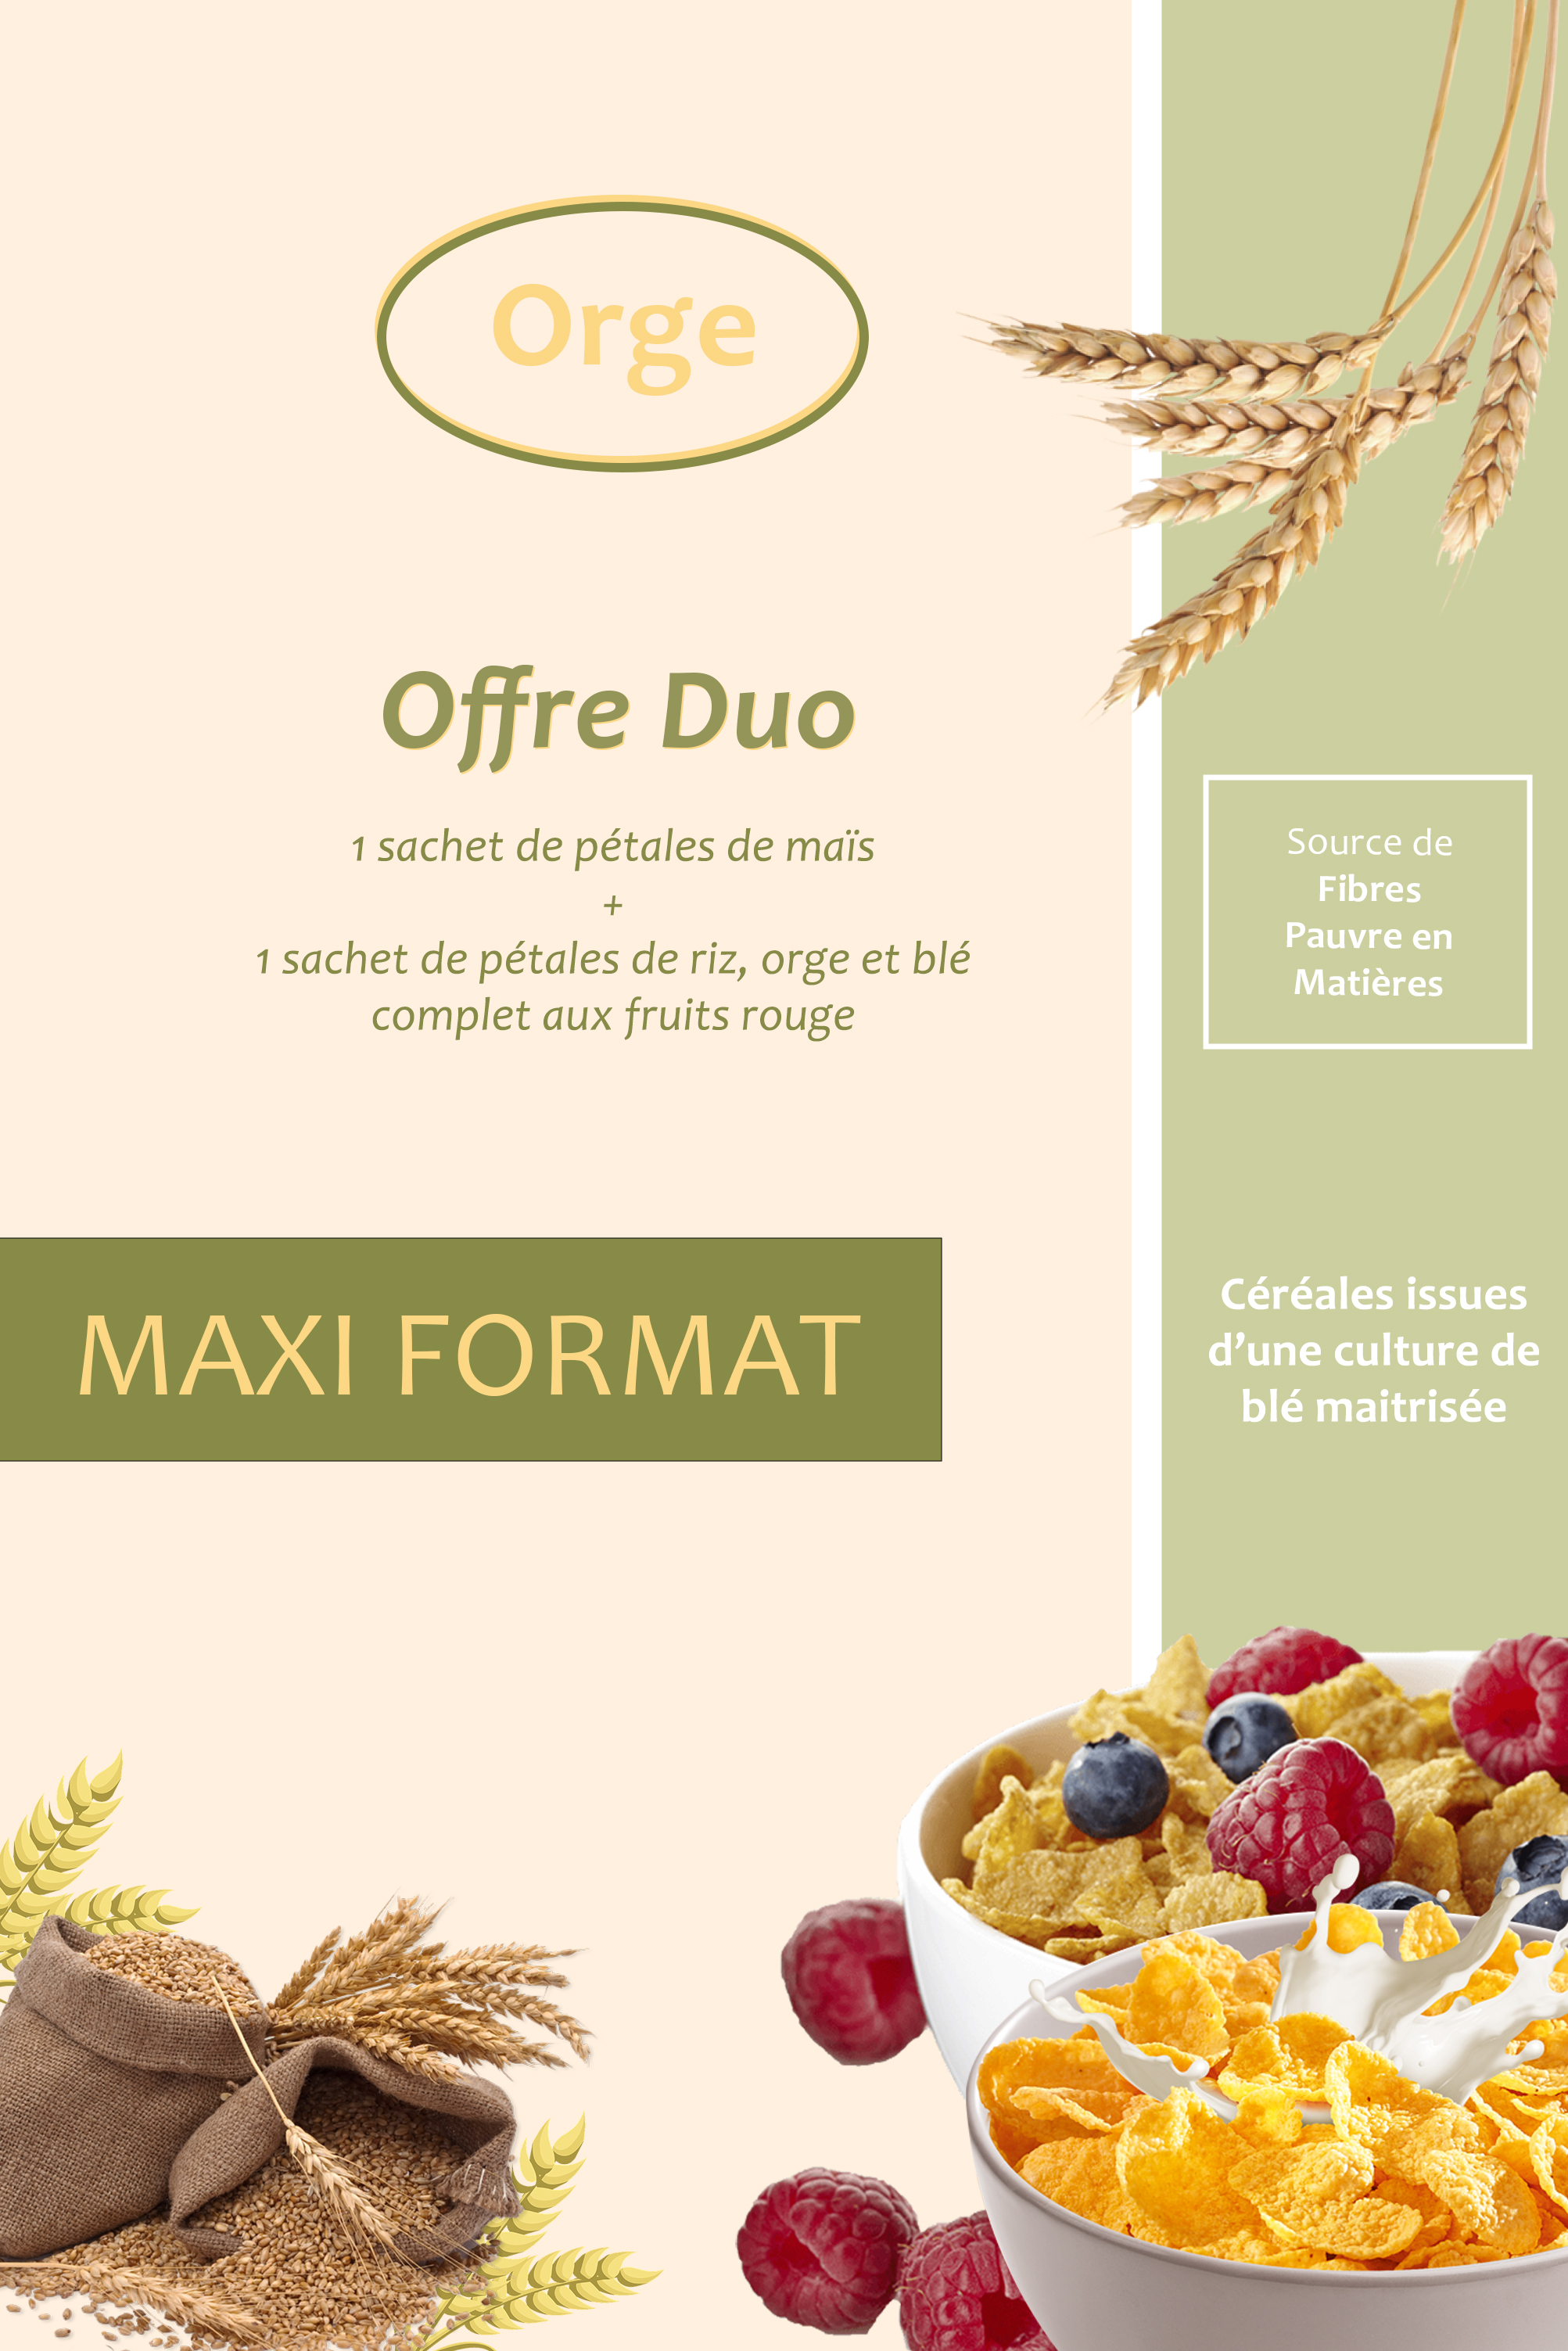 Orge
Offre Duo
1 sachet de pétales de maïs
+
1 sachet de pétales de riz, orge et blé
complet aux fruits rouge
Source de
Fibres
Pauvre en
Matières
MAXI FORMAT
Céréales issues
d’une culture de
blé maitrisée